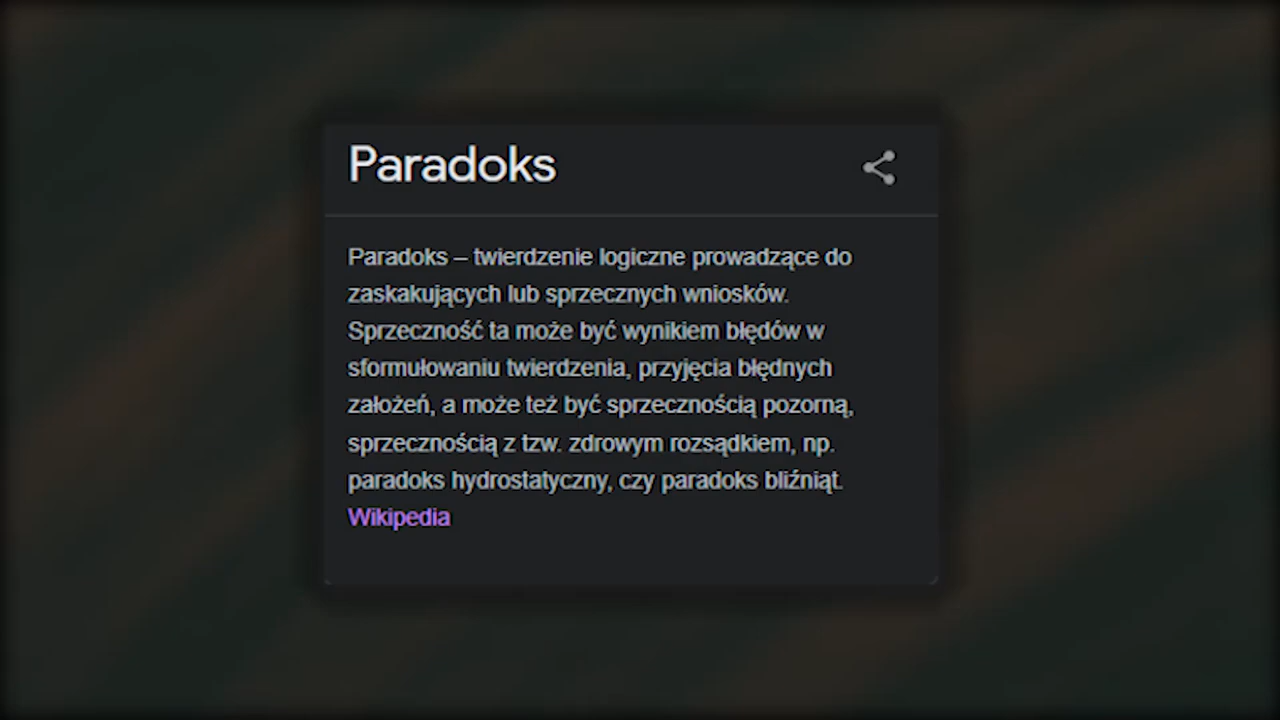 Paradoks
Paradoks – twierdzenie logiczne prowadzące do
zaskakujących lub sprzecznych wniosków.
Sprzeczność ta może być wynikiem błędów w
sformułowaniu twierdzenia, przyjęcia błędnych
założeń, a może też być sprzecznością pozorną,
sprzecznością z tzw. zdrowym rozsądkiem, np.
paradoks hydrostatyczny, czy paradoks bliźniąt.
Wikipedia